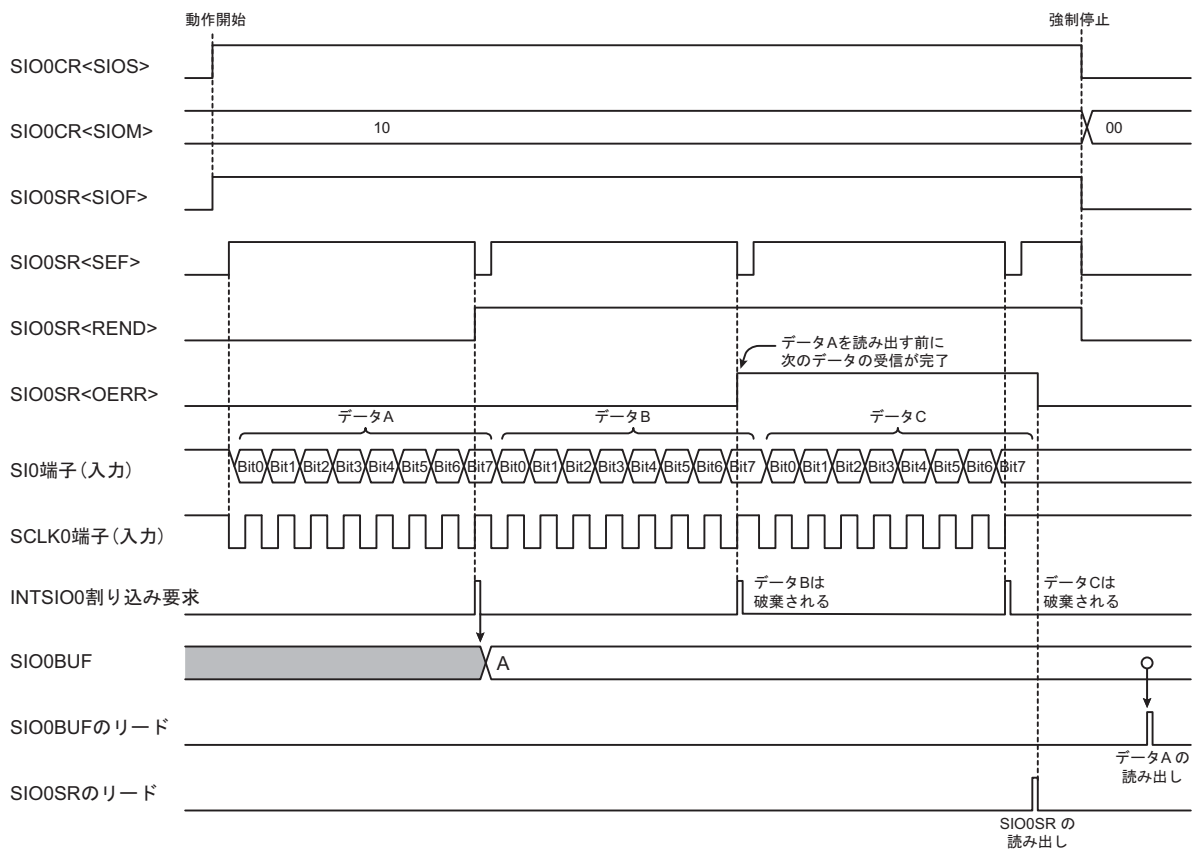 動作開始
強制停止
SIO0CR<SIOS>
SIO0CR<SIOM>
10
00
SIO0SR<SIOF>
SIO0SR<SEF>
SIO0SR<REND>
データAを読み出す前に
次のデータの受信が完了
SIO0SR<OERR>
データA
データB
データC
SI0端子(入力)
Bit0 Bit1 Bit2 Bit3 Bit4 Bit5 Bit6 Bit7 Bit0 Bit1 Bit2 Bit3 Bit4 Bit5 Bit6 Bit7 Bit0 Bit1 Bit2 Bit3 Bit4 Bit5 Bit6 Bit7
SCLK0端子(入力)
INTSIO0割り込み要求
データBは
破棄される
データCは
破棄される
SIO0BUF
A
SIO0BUFのリード
データA の
読み出し
SIO0SRのリード
SIO0SR の
読み出し